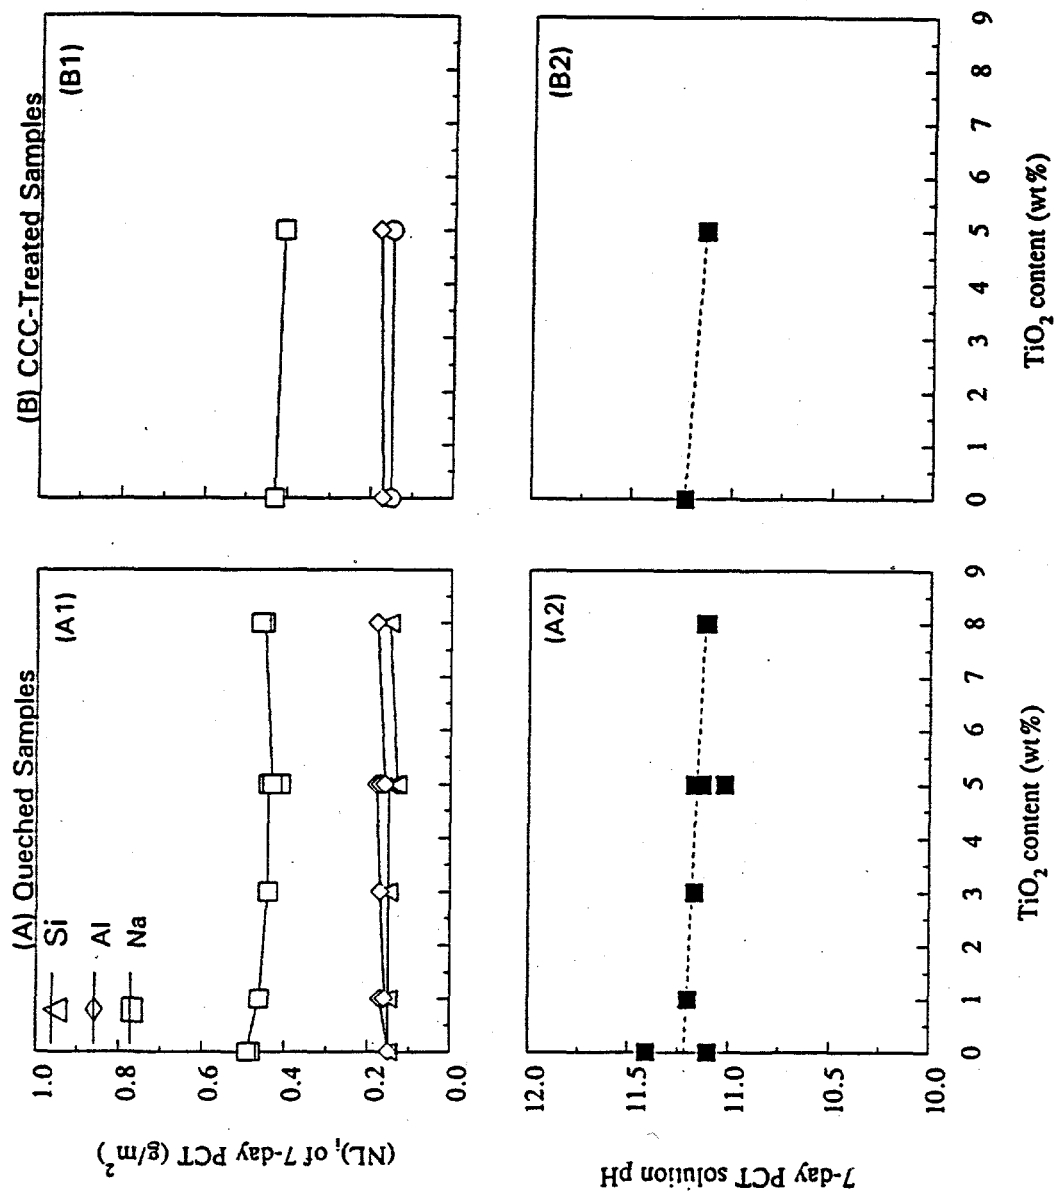 (A) Queched Samples
(B) CCC-Treated Samples
Si
Al
Na
(A1)
(B1)
1.0
0.8
0.6
0.4
0.2
0.0
(NL)ᵢ of 7-day PCT (g/m²)
(A2)
(B2)
12.0
11.5
11.0
10.5
10.0
7-day PCT solution pH
0 1 2 3 4 5 6 7 8 9
0 1 2 3 4 5 6 7 8 9
TiO₂ content (wt%)
TiO₂ content (wt%)